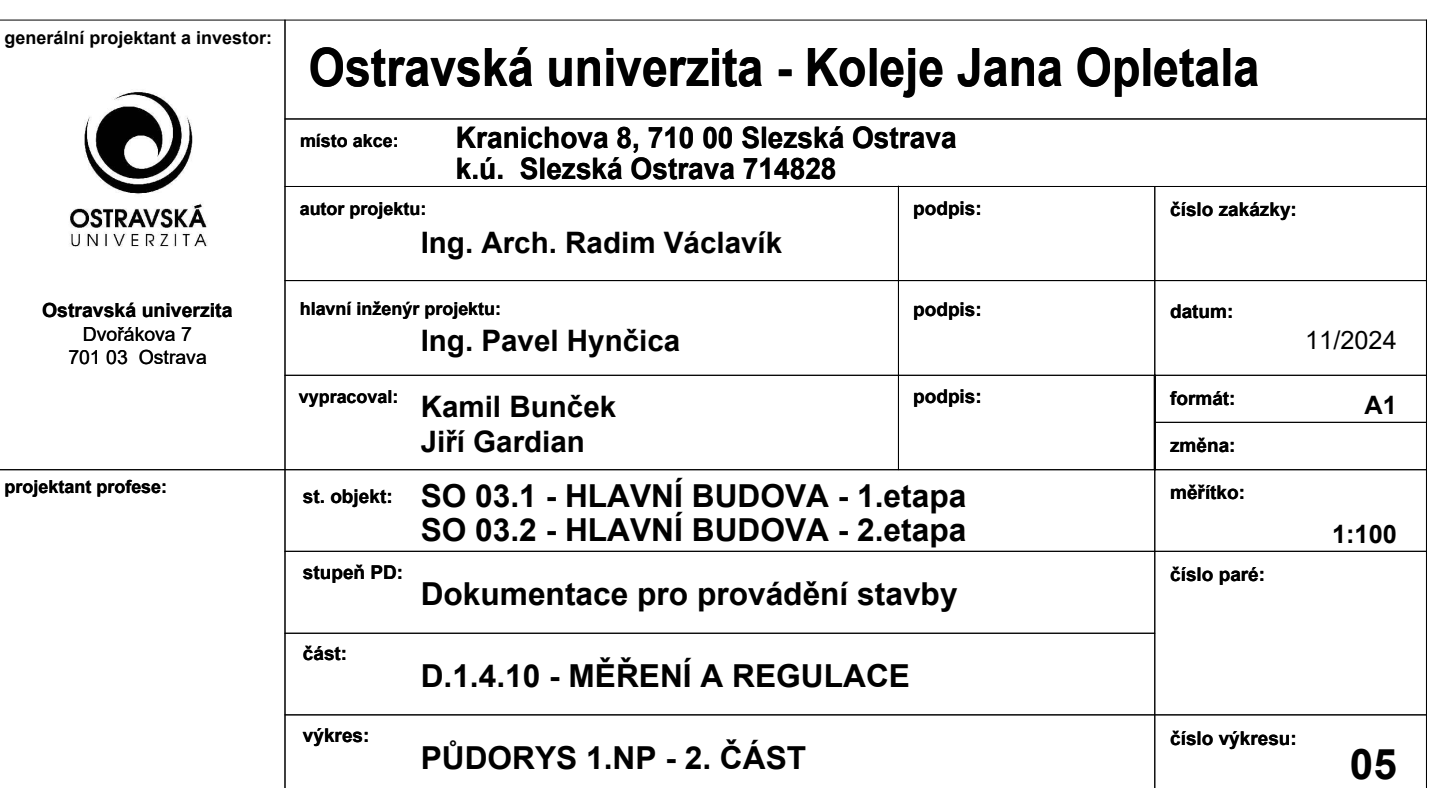 generální projektant a investor:
OSTRAVSKÁ
UNIVERZITA
Ostravská univerzita
Dvořákova 7
701 03 Ostrava
Ostravská univerzita - Koleje Jana Opletala
místo akce:
Kranichova 8, 710 00 Slezská Ostrava
k.ú. Slezská Ostrava 714828
autor projektu:
Ing. Arch. Radim Václavík
podpis:
číslo zakázky:
hlavní inženýr projektu:
Ing. Pavel Hynčica
podpis:
datum:
11/2024
vypracoval:
Kamil Bunček
Jiří Gardian
podpis:
formát:
A1
změna:
projektant profese:
st. objekt:
SO 03.1 - HLAVNÍ BUDOVA - 1.etapa
SO 03.2 - HLAVNÍ BUDOVA - 2.etapa
měřítko:
1:100
stupeň PD:
Dokumentace pro provádění stavby
číslo paré:
část:
D.1.4.10 - MĚŘENÍ A REGULACE
výkres:
PŮDORYS 1.NP - 2. ČÁST
číslo výkresu:
05